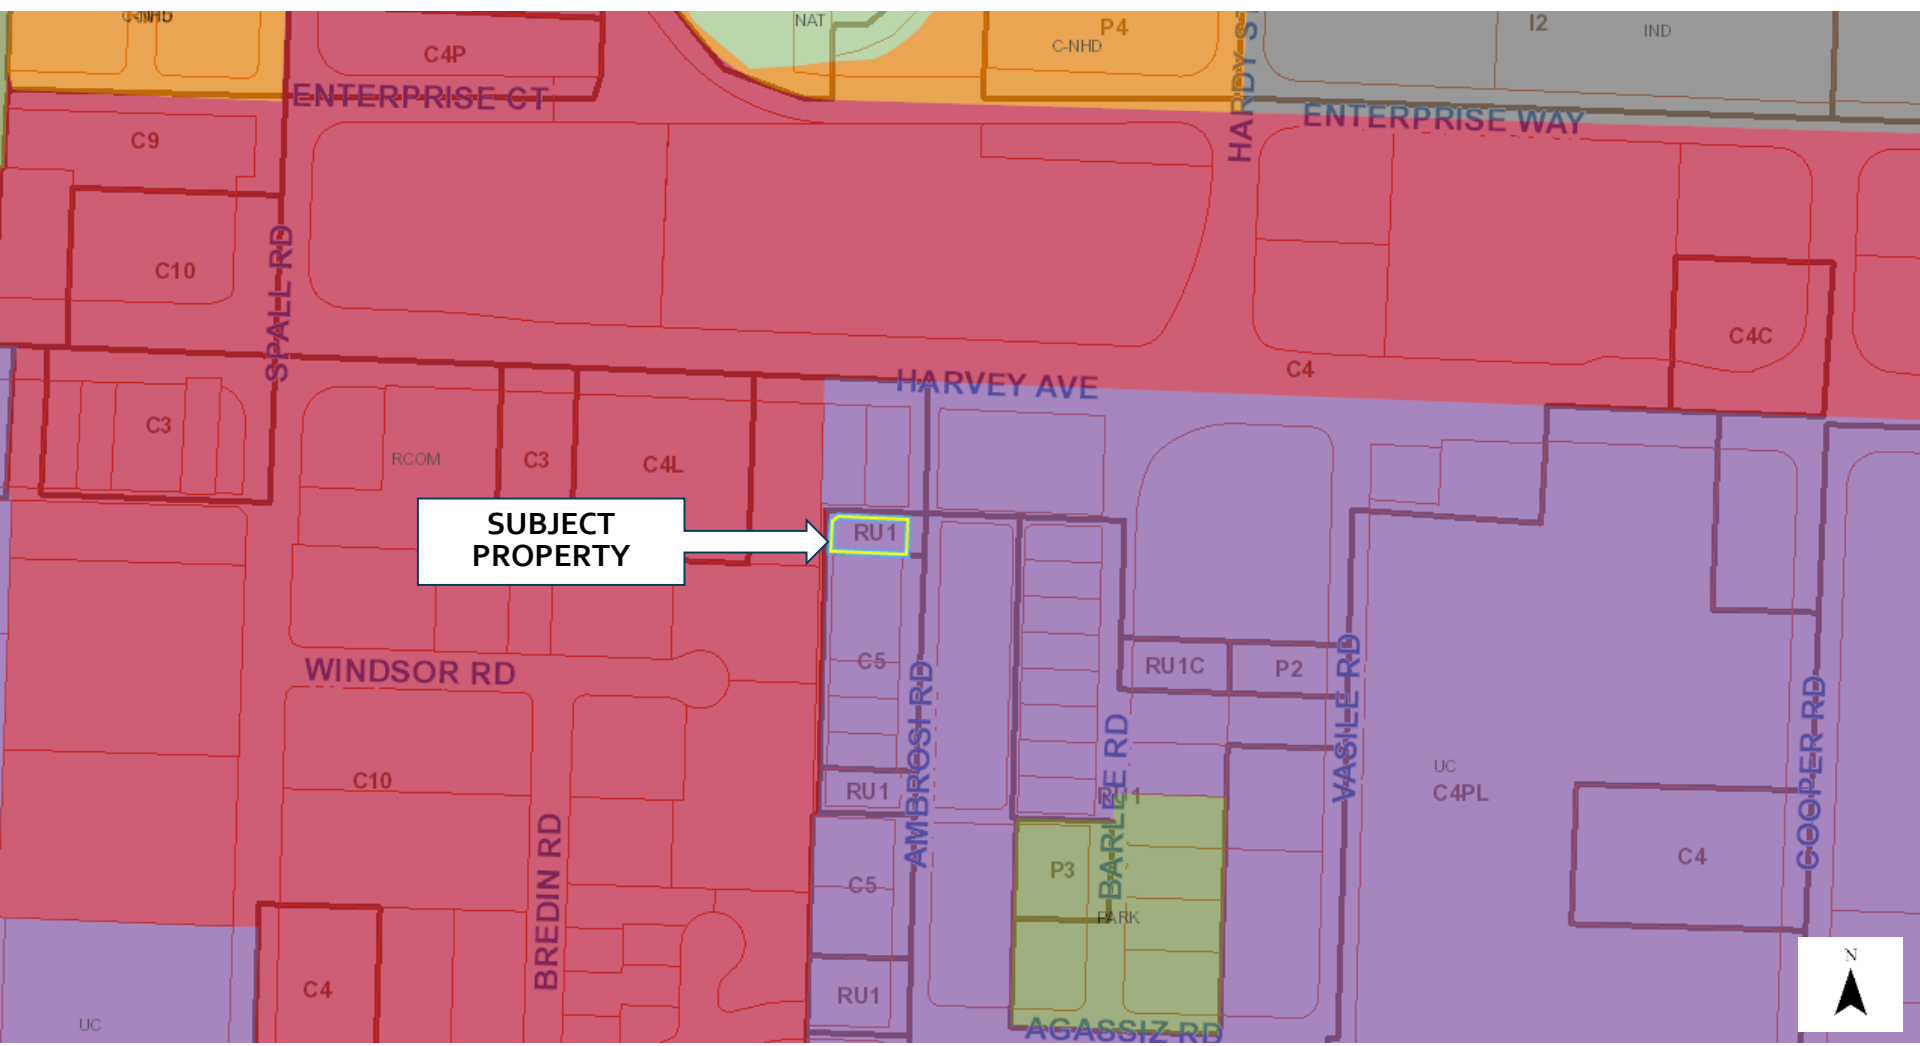 NAT
P4
C-NHD
I2
IND
C4P
HARDY ST
ENTERPRISE CT
ENTERPRISE WAY
C9
C10
SPALL RD
C4C
C4
HARVEY AVE
C3
RCOM
C3
C4L
SUBJECT
PROPERTY
RU1
WINDSOR RD
C5
AMBROSI RD
RU1C
P2
VASILE RD
COOPER RD
C10
RU1
BARLEE RD
RU1
UC
C4PL
BREDIN RD
C5
P3
C4
PARK
C4
RU1
UC
AGASSIZ RD
N